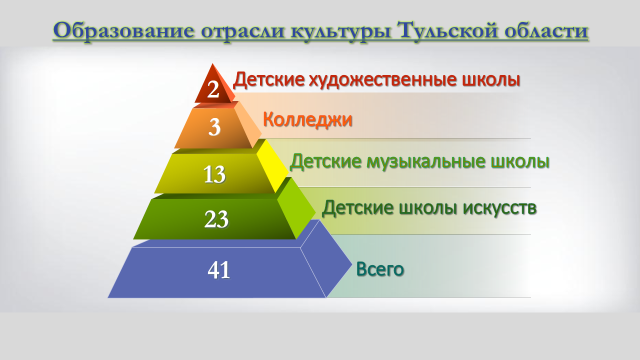 Образование отрасли культуры Тульской области
2 Детские художественные школы
3 Колледжи
13 Детские музыкальные школы
23 Детские школы искусств
41 Всего